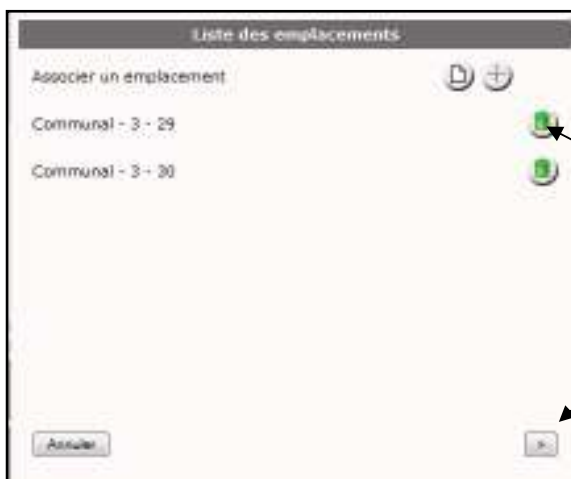 Liste des emplacements
Associer un emplacement
Communal - 3 - 29
Communal - 3 - 30
Annuler
>